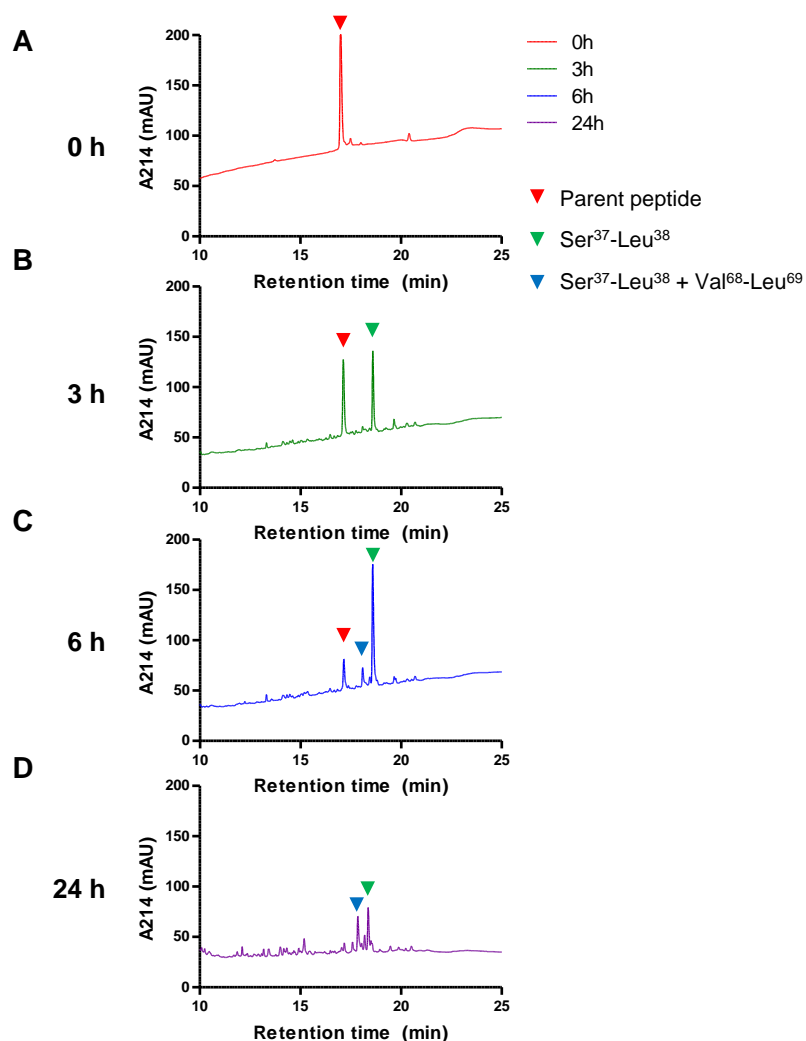 A
0 h
A214 (mAU)
200
150
100
50
0
10
15
20
25
Retention time (min)
0h
3h
6h
24h
Parent peptide
Ser³⁷-Leu³⁸
Ser³⁷-Leu³⁸ + Val⁶⁸-Leu⁶⁹
B
3 h
A214 (mAU)
200
150
100
50
0
10
15
20
25
Retention time (min)
C
6 h
A214 (mAU)
200
150
100
50
0
10
15
20
25
Retention time (min)
D
24 h
A214 (mAU)
200
150
100
50
0
10
15
20
25
Retention time (min)